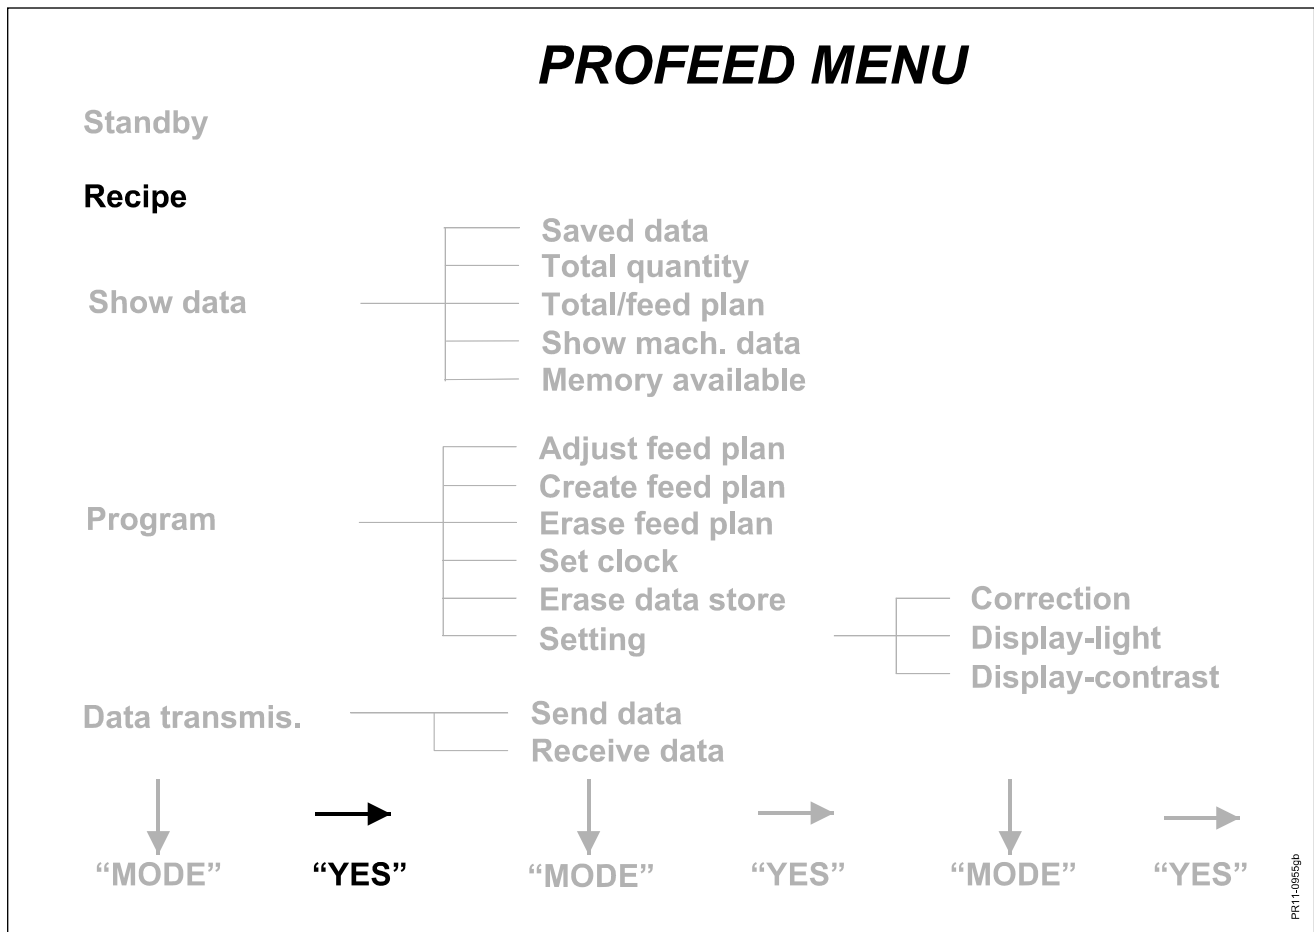 PROFEED MENU
Standby
Recipe
Show data
Saved data
Total quantity
Total/feed plan
Show mach. data
Memory available
Program
Adjust feed plan
Create feed plan
Erase feed plan
Set clock
Erase data store
Setting
Correction
Display-light
Display-contrast
Data transmis.
Send data
Receive data
“MODE” “YES” “MODE” “YES” “MODE” “YES”
PR11-0955gb